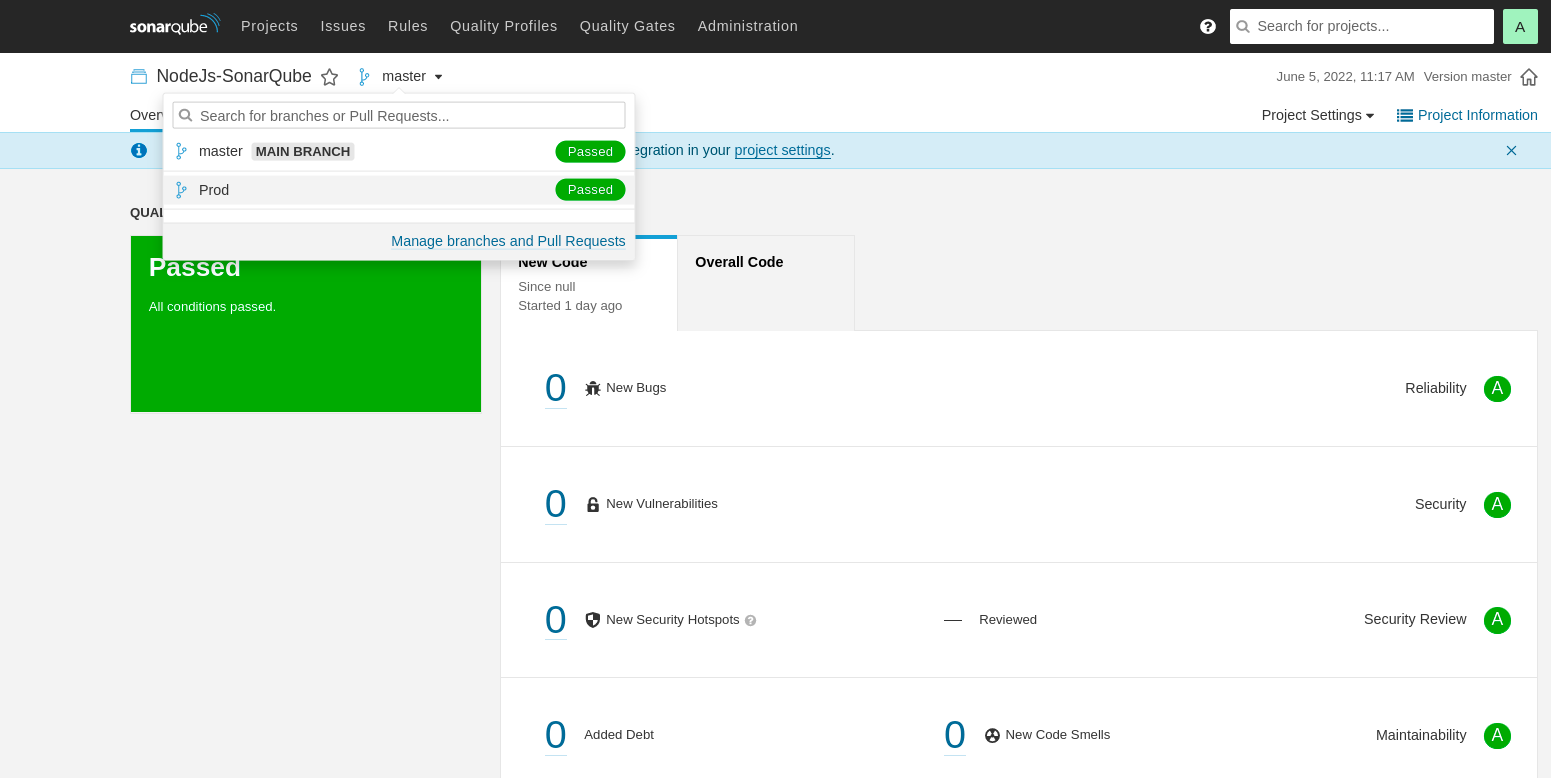 sonarqube Projects Issues Rules Quality Profiles Quality Gates Administration Search for projects... A
NodeJs-SonarQube master June 5, 2022, 11:17 AM Version master
Project Settings Project Information
Search for branches or Pull Requests...
master MAIN BRANCH Passed
project settings.
in your
Prod Passed
Manage branches and Pull Requests
Passed
All conditions passed.
New Code
Since null
Started 1 day ago
Overall Code
0 New Bugs Reliability A
0 New Vulnerabilities Security A
0 New Security Hotspots ? — Reviewed Security Review A
0 Added Debt 0 New Code Smells Maintainability A